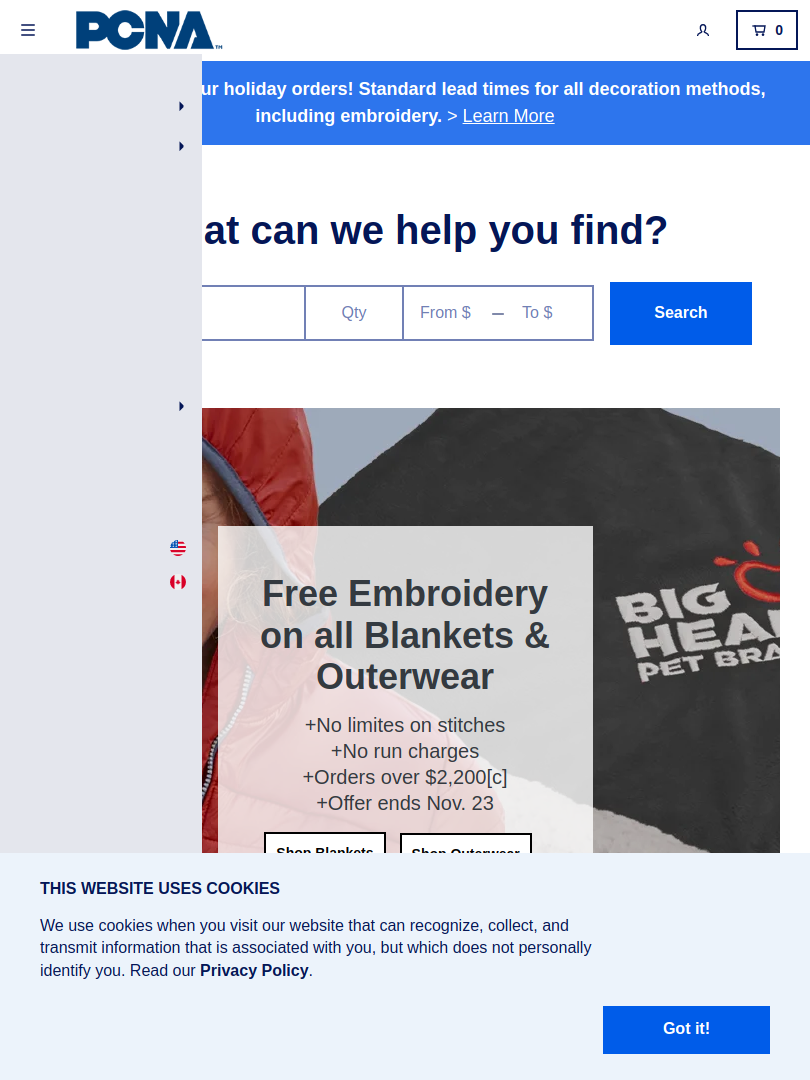 PCNA™
0
ur holiday orders! Standard lead times for all decoration methods,
including embroidery. > Learn More
at can we help you find?
Qty
From $ – To $
Search
BIG
HEA
PET BRA
Free Embroidery
on all Blankets &
Outerwear
+No limites on stitches
+No run charges
+Orders over $2,200[c]
+Offer ends Nov. 23
Shop Blankets
Shop Outerwear
THIS WEBSITE USES COOKIES
We use cookies when you visit our website that can recognize, collect, and
transmit information that is associated with you, but which does not personally
identify you. Read our Privacy Policy.
Got it!